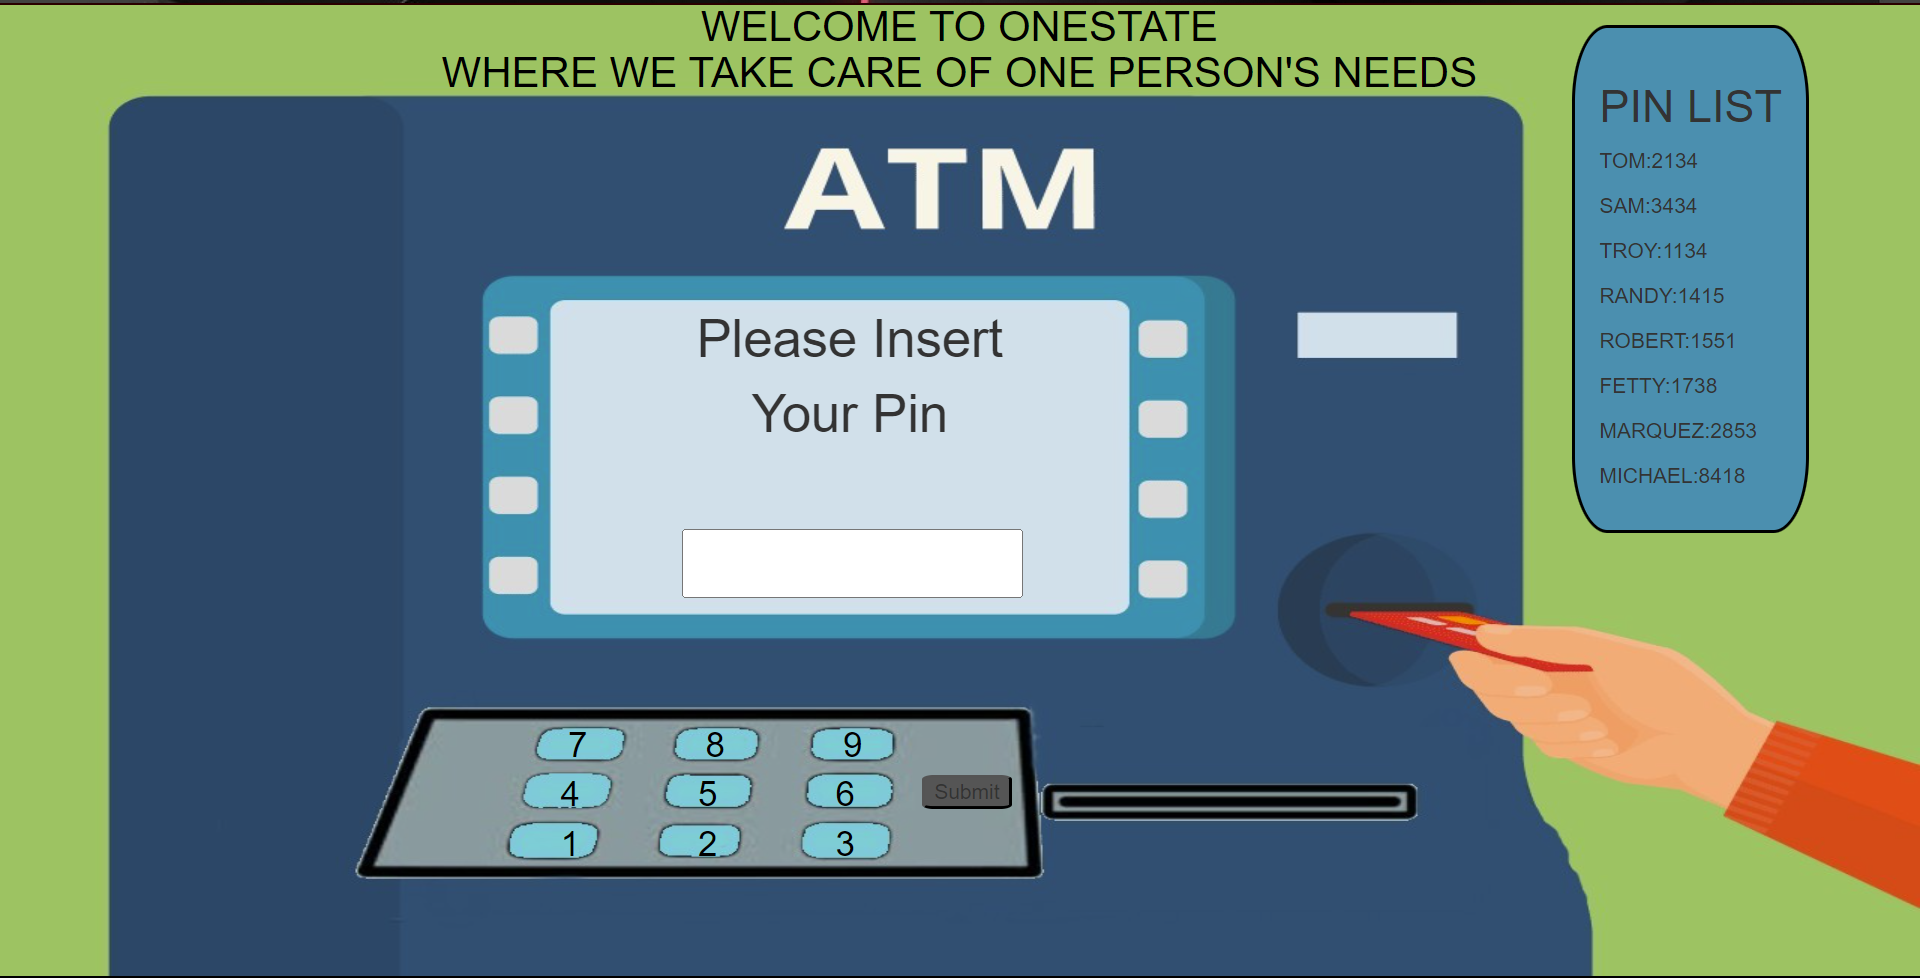 WELCOME TO ONESTATE
WHERE WE TAKE CARE OF ONE PERSON'S NEEDS
ATM
Please Insert
Your Pin
7 8 9
4 5 6
Submit
1 2 3
PIN LIST
TOM:2134
SAM:3434
TROY:1134
RANDY:1415
ROBERT:1551
FETTY:1738
MARQUEZ:2853
MICHAEL:8418